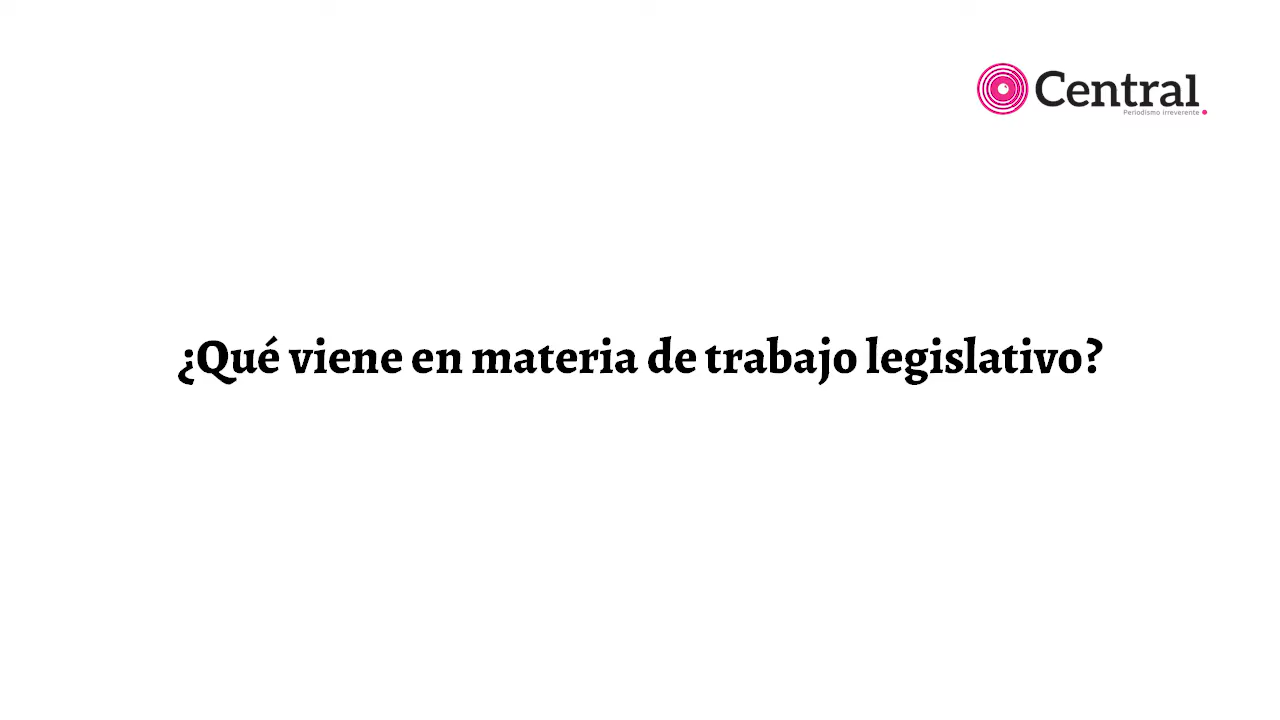 Central
Periodismo irreverente
¿Qué viene en materia de trabajo legislativo?